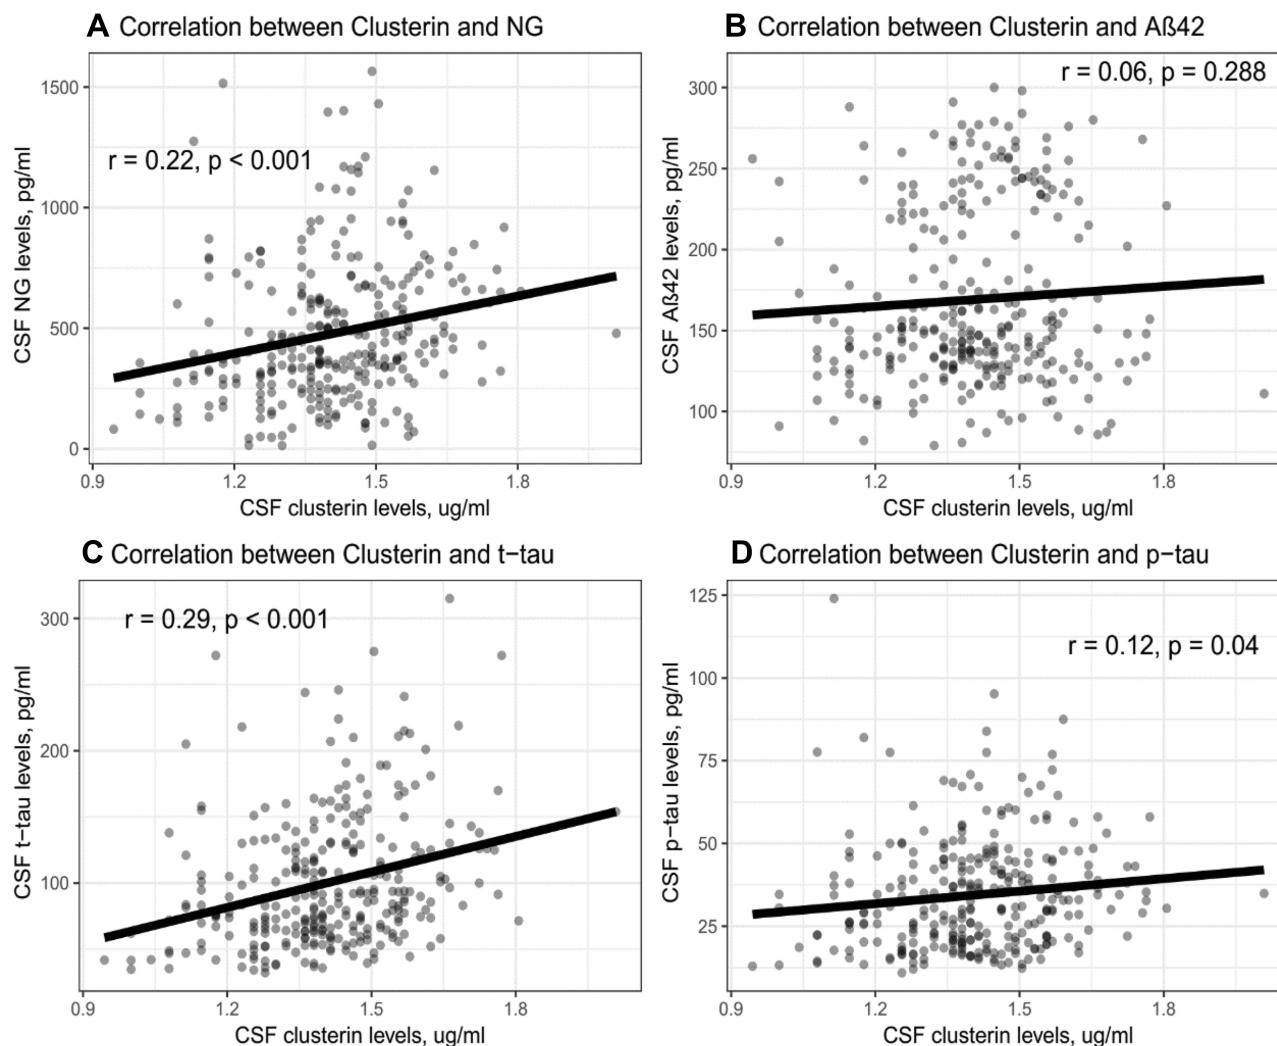 A Correlation between Clusterin and NG
CSF NG levels, pg/ml
1500
1000
500
0
r = 0.22, p < 0.001
0.9 1.2 1.5 1.8
CSF clusterin levels, ug/ml
B Correlation between Clusterin and Aß42
CSF Aß42 levels, pg/ml
300
250
200
150
100
r = 0.06, p = 0.288
0.9 1.2 1.5 1.8
CSF clusterin levels, ug/ml
C Correlation between Clusterin and t−tau
CSF t−tau levels, pg/ml
300
200
100
r = 0.29, p < 0.001
0.9 1.2 1.5 1.8
CSF clusterin levels, ug/ml
D Correlation between Clusterin and p−tau
CSF p−tau levels, pg/ml
125
100
75
50
25
r = 0.12, p = 0.04
0.9 1.2 1.5 1.8
CSF clusterin levels, ug/ml